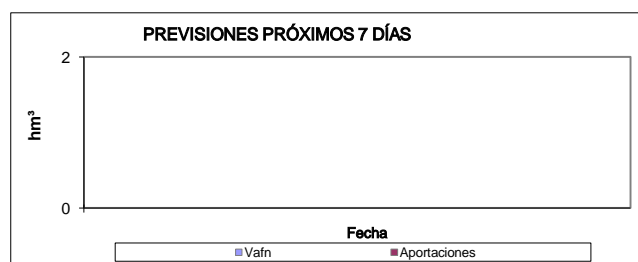 PREVISIONES PRÓXIMOS 7 DÍAS
2
hm³
0
Fecha
Vafn Aportaciones